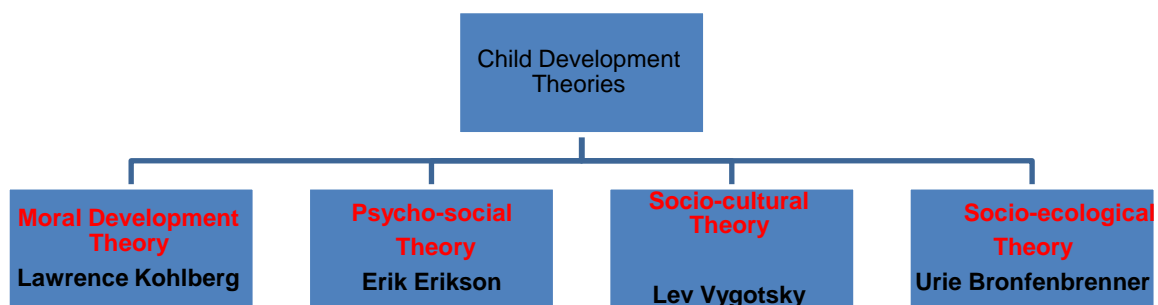 Child Development
Theories
Moral Development
Theory
Lawrence Kohlberg
Psycho-social
Theory
Erik Erikson
Socio-cultural
Theory
Lev Vygotsky
Socio-ecological
Theory
Urie Bronfenbrenner